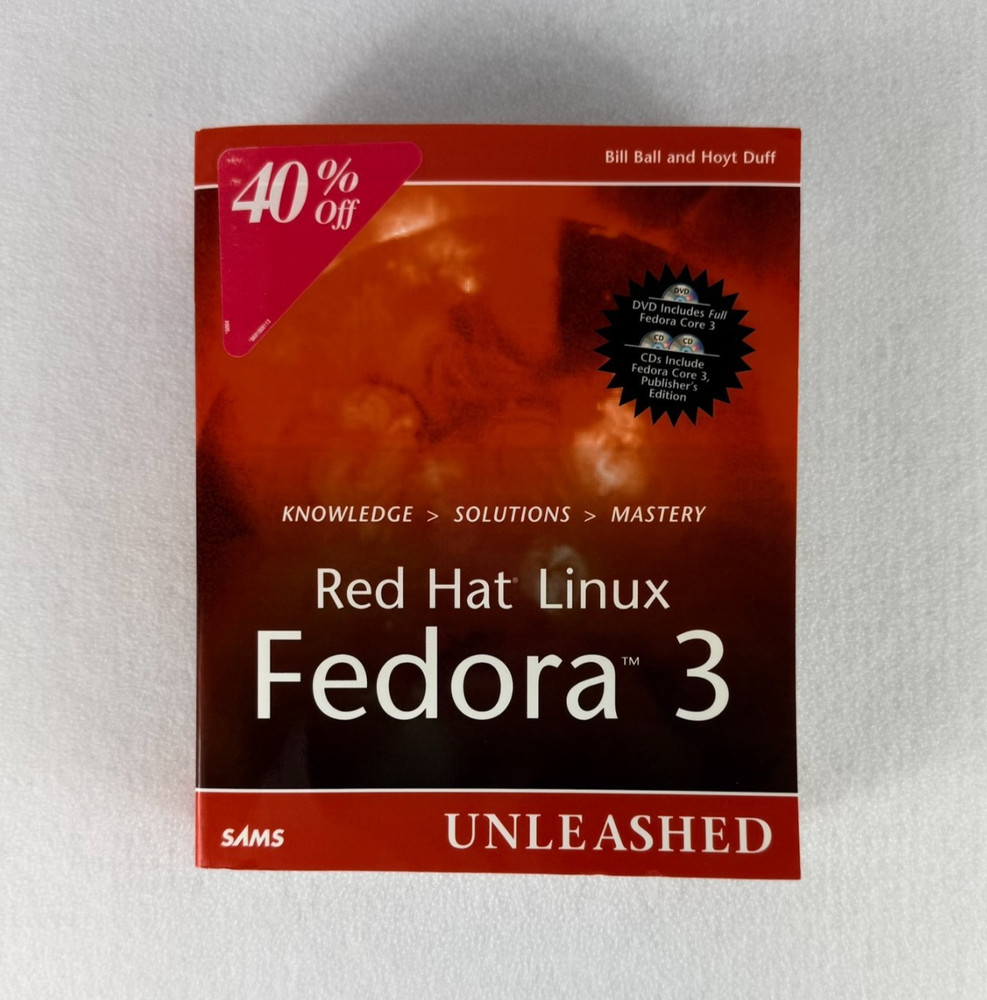 Bill Ball and Hoyt Duff
40%
Off
DVD
DVD Includes Full
Fedora Core 3
CD CD
CDs Include
Fedora Core 3,
Publisher's
Edition
KNOWLEDGE > SOLUTIONS > MASTERY
Red Hat® Linux
Fedora™ 3
SAMS
UNLEASHED